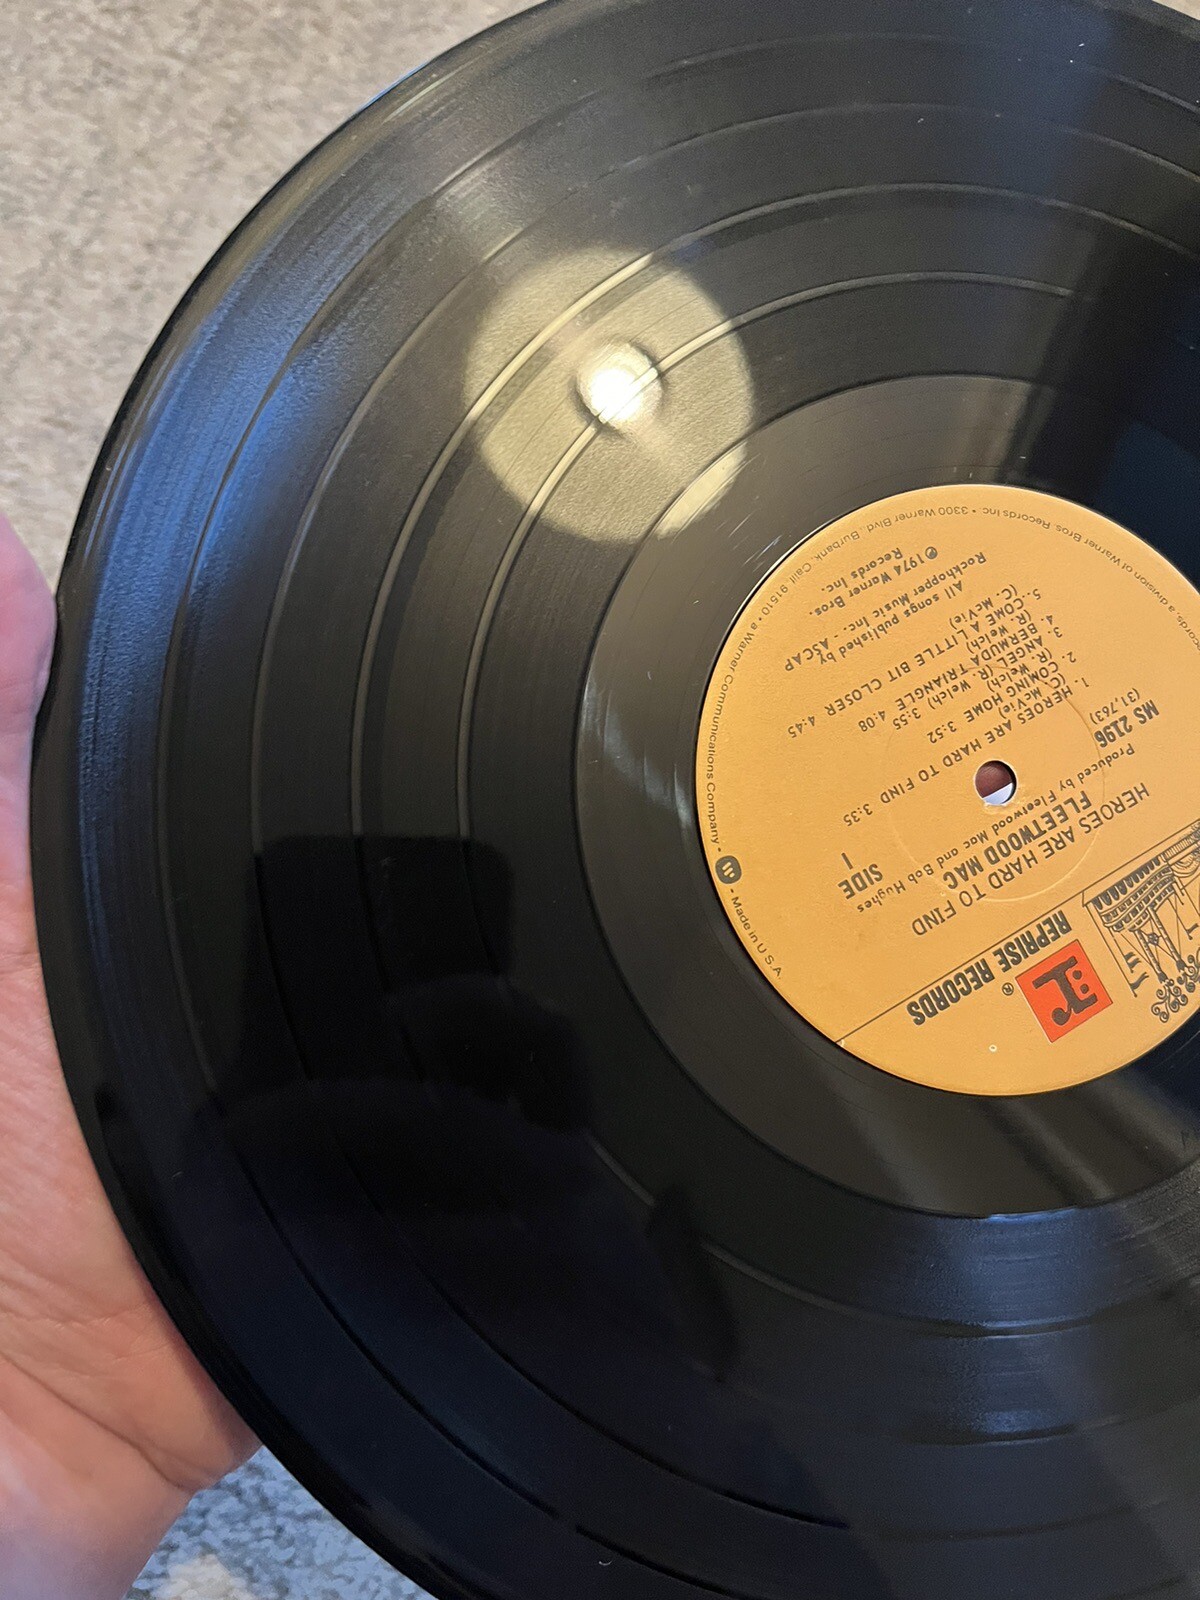 REPRISE RECORDS
®
HEROES ARE HARD TO FIND
FLEETWOOD MAC
Produced by Fleetwood Mac and Bob Hughes
MS 2196
(31,763)
SIDE
1
1. HEROES ARE HARD TO FIND 3:35
(C. McVie)
2. COMING HOME 3:52
(R. Welch)
3. ANGEL (R. Welch) 3:55
4. BERMUDA TRIANGLE 4:08
(R. Welch)
5. COME A LITTLE BIT CLOSER 4:45
(C. McVie)
All songs published by
Rockhopper Music Inc. - ASCAP
℗ 1974 Warner Bros.
Records Inc.
Records, a division of Warner Bros. Records Inc. • 3300 Warner Blvd., Burbank, Calif. 91510 • a Warner Communications Company • W - Made in U.S.A.